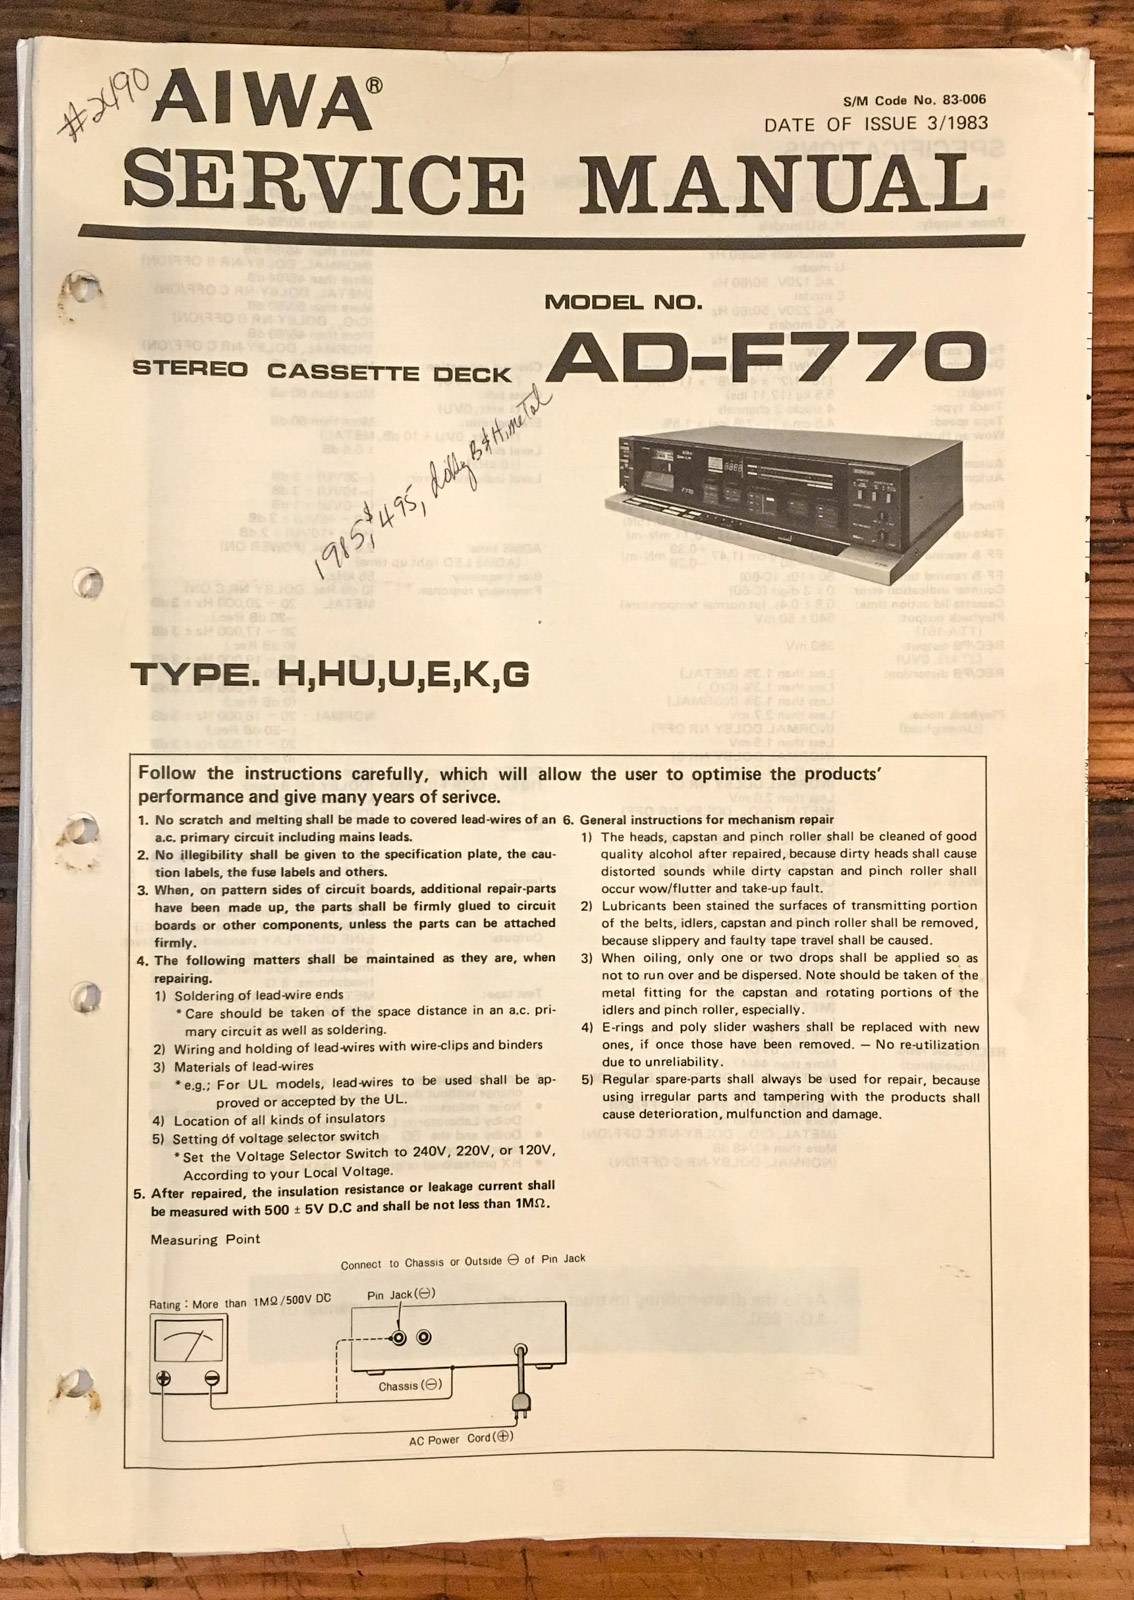 #2490
AIWA®
S/M Code No. 83-006
DATE OF ISSUE 3/1983
SERVICE MANUAL
MODEL NO.
STEREO CASSETTE DECK AD-F770
1985, $495, dolby B & H, metal
TYPE. H,HU,U,E,K,G
Follow the instructions carefully, which will allow the user to optimise the products'
performance and give many years of serivce.
1. No scratch and melting shall be made to covered lead-wires of an
a.c. primary circuit including mains leads.
2. No illegibility shall be given to the specification plate, the cau-
tion labels, the fuse labels and others.
3. When, on pattern sides of circuit boards, additional repair-parts
have been made up, the parts shall be firmly glued to circuit
boards or other components, unless the parts can be attached
firmly.
4. The following matters shall be maintained as they are, when
repairing.
1) Soldering of lead-wire ends
* Care should be taken of the space distance in an a.c. pri-
mary circuit as well as soldering.
2) Wiring and holding of lead-wires with wire-clips and binders
3) Materials of lead-wires
* e.g.; For UL models, lead-wires to be used shall be ap-
proved or accepted by the UL.
4) Location of all kinds of insulators
5) Setting of voltage selector switch
* Set the Voltage Selector Switch to 240V, 220V, or 120V,
According to your Local Voltage.
5. After repaired, the insulation resistance or leakage current shall
be measured with 500 ± 5V D.C and shall be not less than 1MΩ.
6. General instructions for mechanism repair
1) The heads, capstan and pinch roller shall be cleaned of good
quality alcohol after repaired, because dirty heads shall cause
distorted sounds while dirty capstan and pinch roller shall
occur wow/flutter and take-up fault.
2) Lubricants been stained the surfaces of transmitting portion
of the belts, idlers, capstan and pinch roller shall be removed,
because slippery and faulty tape travel shall be caused.
3) When oiling, only one or two drops shall be applied so as
not to run over and be dispersed. Note should be taken of the
metal fitting for the capstan and rotating portions of the
idlers and pinch roller, especially.
4) E-rings and poly slider washers shall be replaced with new
ones, if once those have been removed. — No re-utilization
due to unreliability.
5) Regular spare-parts shall always be used for repair, because
using irregular parts and tampering with the products shall
cause deterioration, mulfunction and damage.
Measuring Point
Connect to Chassis or Outside ⊖ of Pin Jack
Rating : More than 1MΩ/500V DC
Pin Jack(⊖)
Chassis (⊖)
AC Power Cord(⊕)